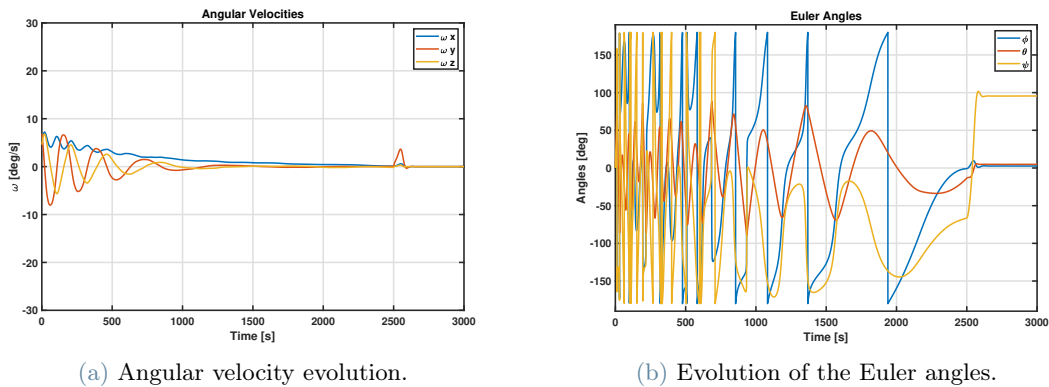 Angular Velocities
30
20
10
0
-10
-20
-30
ω [deg/s]
0
500
1000
1500
2000
2500
3000
Time [s]
ω x
ω y
ω z
(a) Angular velocity evolution.
Euler Angles
150
100
50
0
-50
-100
-150
Angles [deg]
0
500
1000
1500
2000
2500
3000
Time [s]
ϕ
θ
ψ
(b) Evolution of the Euler angles.